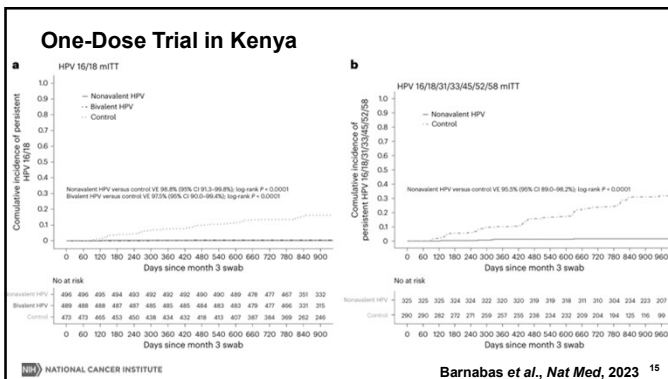 One-Dose Trial in Kenya
a
HPV 16/18 mITT
Cumulative incidence of persistent
HPV 16/18
1.0
0.9
0.8
0.7
0.6
0.5
0.4
0.3
0.2
0.1
0
Nonavalent HPV
Bivalent HPV
Control
Nonavalent HPV versus control VE 98.8% (95% CI 91.3–99.8%); log-rank P < 0.0001
Bivalent HPV versus control VE 97.5% (95% CI 90.0–99.4%); log-rank P < 0.0001
0 60 120 180 240 300 360 420 480 540 600 660 720 780 840 900
Days since month 3 swab
No at risk
Nonavalent HPV 496 496 495 494 493 492 492 492 490 490 489 478 477 467 351 332
Bivalent HPV 489 488 488 487 487 485 485 485 484 483 483 479 477 466 331 315
Control 473 473 465 453 450 438 434 432 418 413 407 387 384 369 262 246
0 60 120 180 240 300 360 420 480 540 600 660 720 780 840 900
Days since month 3 swab
b
HPV 16/18/31/33/45/52/58 mITT
Cumulative incidence of
persistent HPV 16/18/31/33/45/52/58
1.0
0.9
0.8
0.7
0.6
0.5
0.4
0.3
0.2
0.1
0
Nonavalent HPV
Control
Nonavalent HPV versus control VE 95.5% (95% CI 89.0–98.2%); log-rank P < 0.0001
0 60 120 180 240 300 360 420 480 540 600 660 720 780 840 900 960
Days since month 3 swab
No at risk
Nonavalent HPV 325 325 325 324 324 322 320 320 319 319 318 311 310 304 234 223 207
Control 290 290 282 272 271 259 257 255 238 234 232 209 204 194 125 116 99
0 60 120 180 240 300 360 420 480 540 600 660 720 780 840 900 960
Days since month 3 swab
NIH NATIONAL CANCER INSTITUTE
Barnabas et al., Nat Med, 2023 15